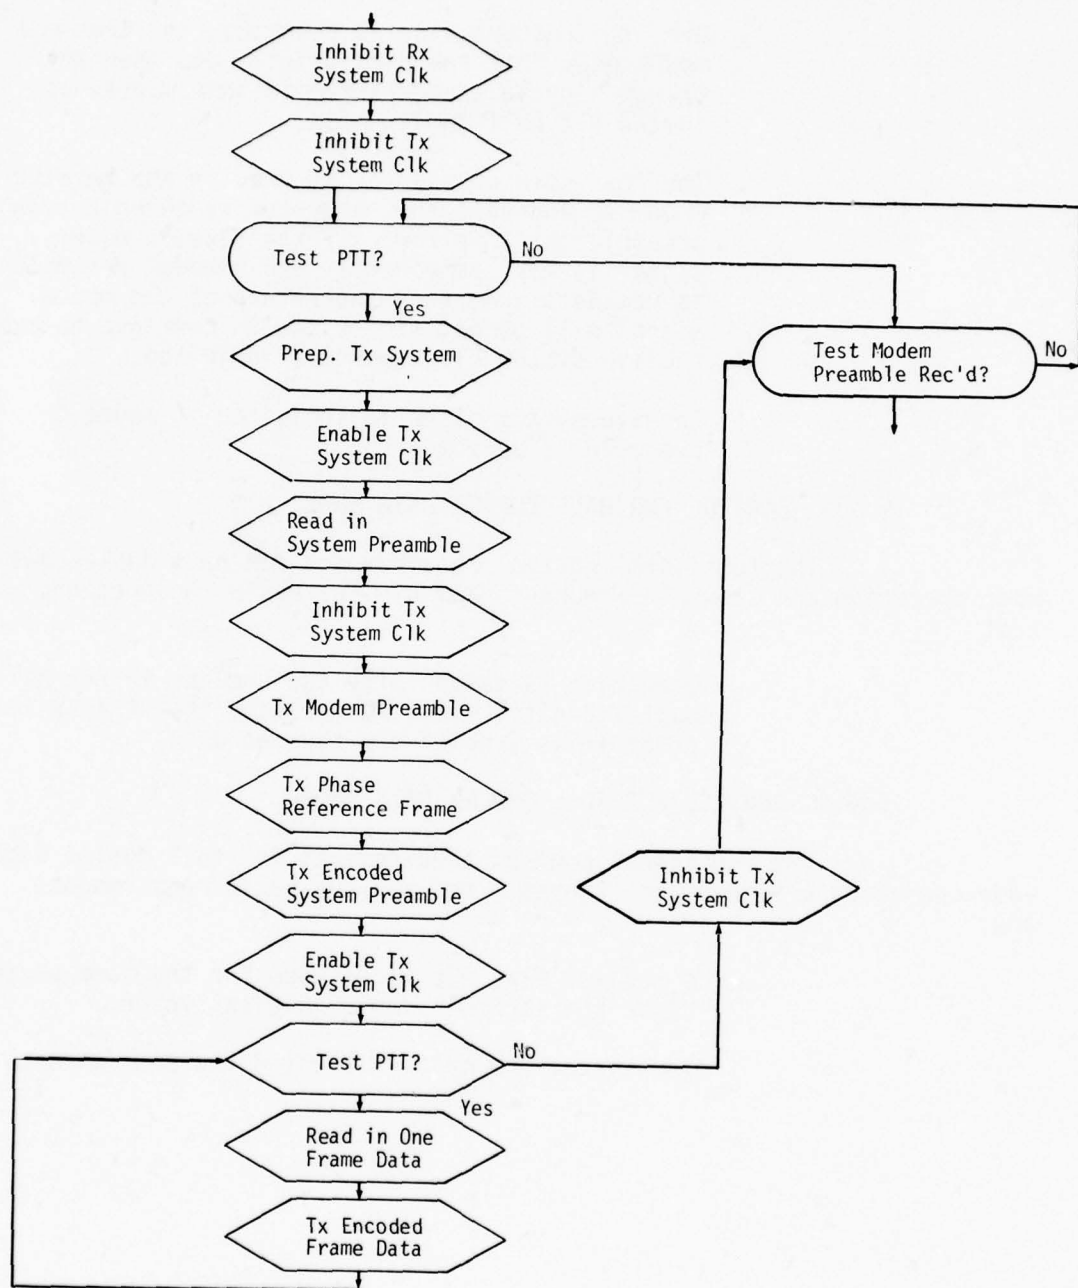 Inhibit Rx
System Clk
Inhibit Tx
System Clk
Test PTT?
No
Yes
Prep. Tx System
Test Modem
Preamble Rec'd?
No
Enable Tx
System Clk
Read in
System Preamble
Inhibit Tx
System Clk
Tx Modem Preamble
Tx Phase
Reference Frame
Tx Encoded
System Preamble
Inhibit Tx
System Clk
Enable Tx
System Clk
Test PTT?
No
Yes
Read in One
Frame Data
Tx Encoded
Frame Data